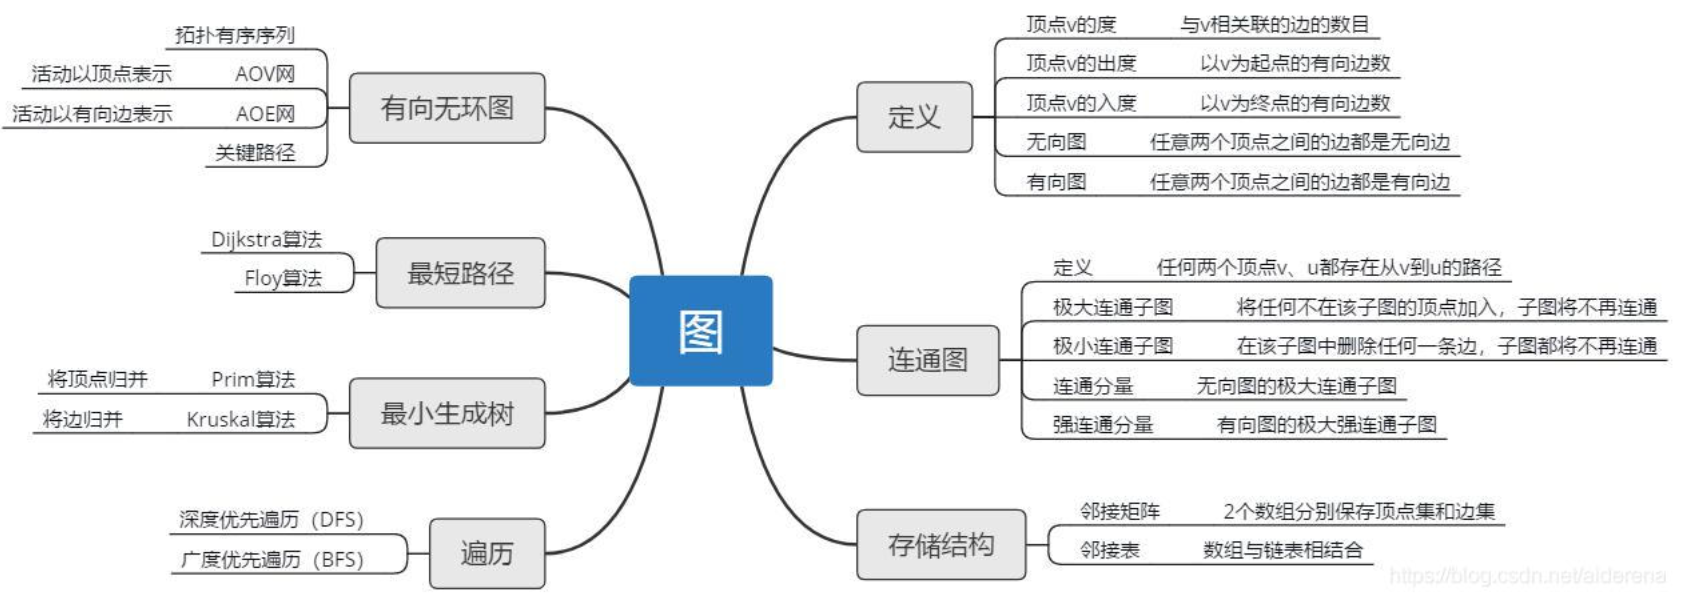 图
定义
顶点v的度 与v相关联的边的数目
顶点v的出度 以v为起点的有向边数
顶点v的入度 以v为终点的有向边数
无向图 任意两个顶点之间的边都是无向边
有向图 任意两个顶点之间的边都是有向边
连通图
定义 任何两个顶点v、u都存在从v到u的路径
极大连通子图 将任何不在该子图的顶点加入，子图将不再连通
极小连通子图 在该子图中删除任何一条边，子图都将不再连通
连通分量 无向图的极大连通子图
强连通分量 有向图的极大强连通子图
存储结构
邻接矩阵 2个数组分别保存顶点集和边集
邻接表 数组与链表相结合
有向无环图
拓扑有序序列
活动以顶点表示 AOV网
活动以有向边表示 AOE网
关键路径
最短路径
Dijkstra算法
Floy算法
最小生成树
将顶点归并 Prim算法
将边归并 Kruskal算法
遍历
深度优先遍历（DFS）
广度优先遍历（BFS）
https://blog.csdn.net/alderena